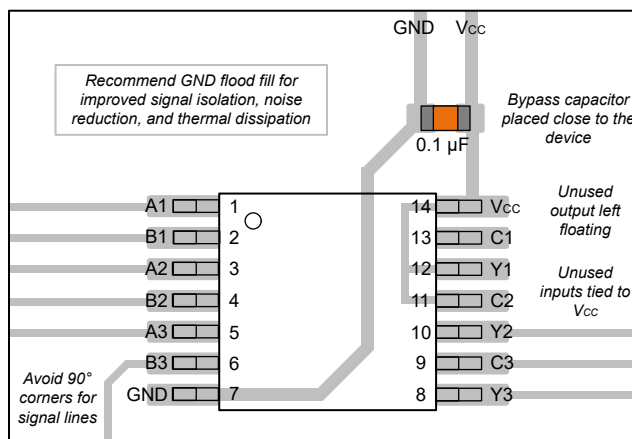 GND VCC
Recommend GND flood fill for
improved signal isolation, noise
reduction, and thermal dissipation
Bypass capacitor
placed close to the
device
0.1 µF
A1 1 14 VCC
Unused
output left
floating
B1 2 13 C1
A2 3 12 Y1
Unused
inputs tied to
VCC
B2 4 11 C2
A3 5 10 Y2
B3 6 9 C3
Avoid 90°
corners for
signal lines
GND 7 8 Y3